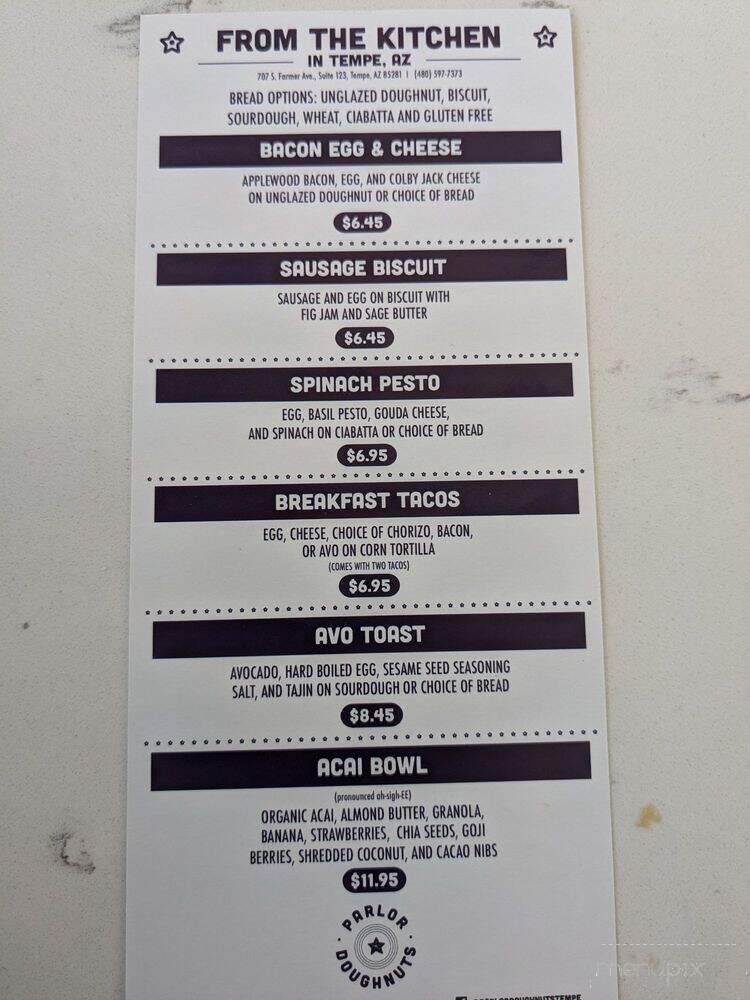 FROM THE KITCHEN
IN TEMPE, AZ
707 S. Farmer Ave., Suite 123, Tempe, AZ 85281 | (480) 597-7373
BREAD OPTIONS: UNGLAZED DOUGHNUT, BISCUIT,
SOURDOUGH, WHEAT, CIABATTA AND GLUTEN FREE
BACON EGG & CHEESE
APPLEWOOD BACON, EGG, AND COLBY JACK CHEESE
ON UNGLAZED DOUGHNUT OR CHOICE OF BREAD
$6.45
SAUSAGE BISCUIT
SAUSAGE AND EGG ON BISCUIT WITH
FIG JAM AND SAGE BUTTER
$6.45
SPINACH PESTO
EGG, BASIL PESTO, GOUDA CHEESE,
AND SPINACH ON CIABATTA OR CHOICE OF BREAD
$6.95
BREAKFAST TACOS
EGG, CHEESE, CHOICE OF CHORIZO, BACON,
OR AVO ON CORN TORTILLA
(COMES WITH TWO TACOS)
$6.95
AVO TOAST
AVOCADO, HARD BOILED EGG, SESAME SEED SEASONING
SALT, AND TAJIN ON SOURDOUGH OR CHOICE OF BREAD
$8.45
ACAI BOWL
(pronounced ah-sigh-EE)
ORGANIC ACAI, ALMOND BUTTER, GRANOLA,
BANANA, STRAWBERRIES, CHIA SEEDS, GOJI
BERRIES, SHREDDED COCONUT, AND CACAO NIBS
$11.95
PARLOR
DOUGHNUTS
menupix